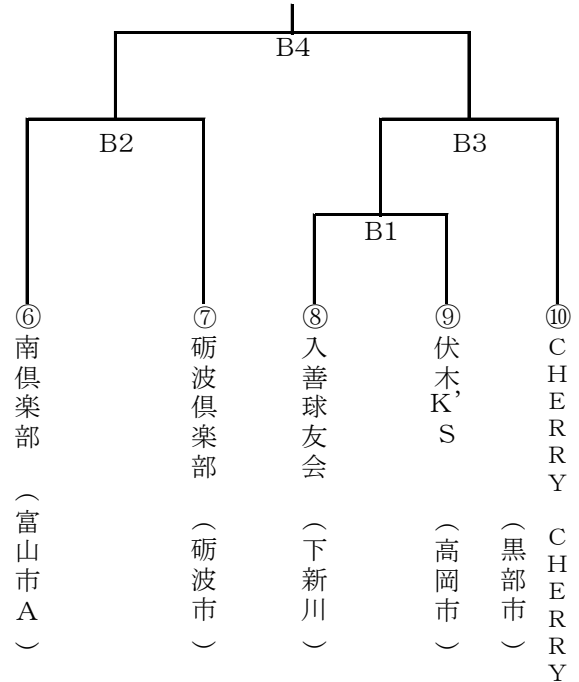 B4
B2
B3
B1
⑥南倶楽部（富山市A）
⑦砺波倶楽部（砺波市）
⑧入善球友会（下新川）
⑨伏木K’S（高岡市）
⑩CHERRY CHERRY
（黒部市）